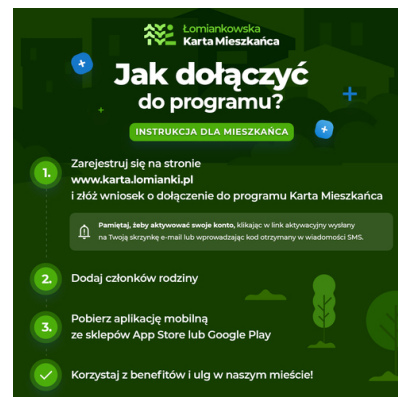 Łomiankowska
Karta Mieszkańca
Jak dołączyć
do programu?
INSTRUKCJA DLA MIESZKAŃCA
1.
Zarejestruj się na stronie
www.karta.lomianki.pl
i złóż wniosek o dołączenie do programu Karta Mieszkańca
Pamiętaj, żeby aktywować swoje konto, klikając w link aktywacyjny wysłany
na Twoją skrzynkę e-mail lub wprowadzając kod otrzymany w wiadomości SMS.
2.
Dodaj członków rodziny
3.
Pobierz aplikację mobilną
ze sklepów App Store lub Google Play
Korzystaj z benefitów i ulg w naszym mieście!